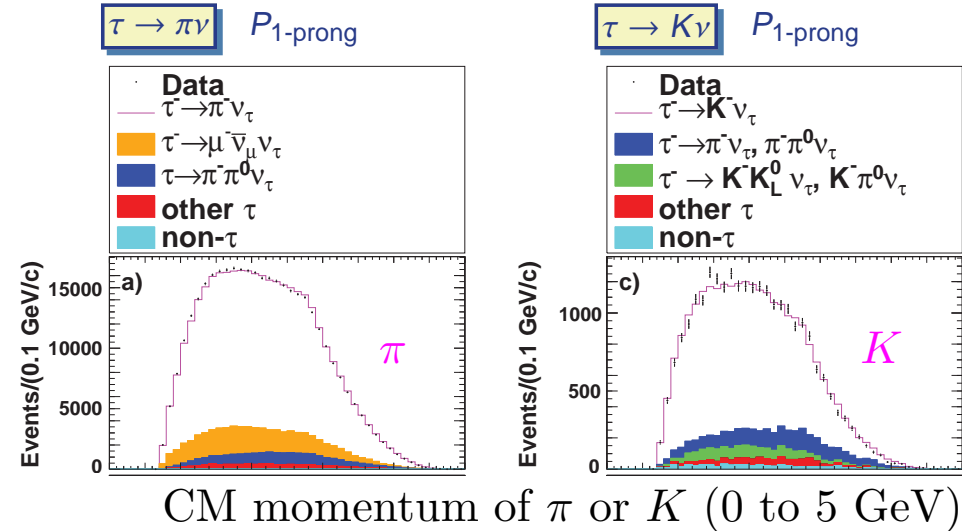 τ → πν P1-prong
Data
τ⁻→π⁻ντ
τ⁻→μ⁻ν̄μντ
τ→π⁻π⁰ντ
other τ
non-τ
a)
15000
10000
5000
0
Events/(0.1 GeV/c)
π
τ → Kν P1-prong
Data
τ⁻→K⁻ντ
τ⁻→π⁻ντ, π⁻π⁰ντ
τ⁻ → K⁻K⁰L ντ, K⁻π⁰ντ
other τ
non-τ
c)
1000
500
0
Events/(0.1 GeV/c)
K
CM momentum of π or K (0 to 5 GeV)